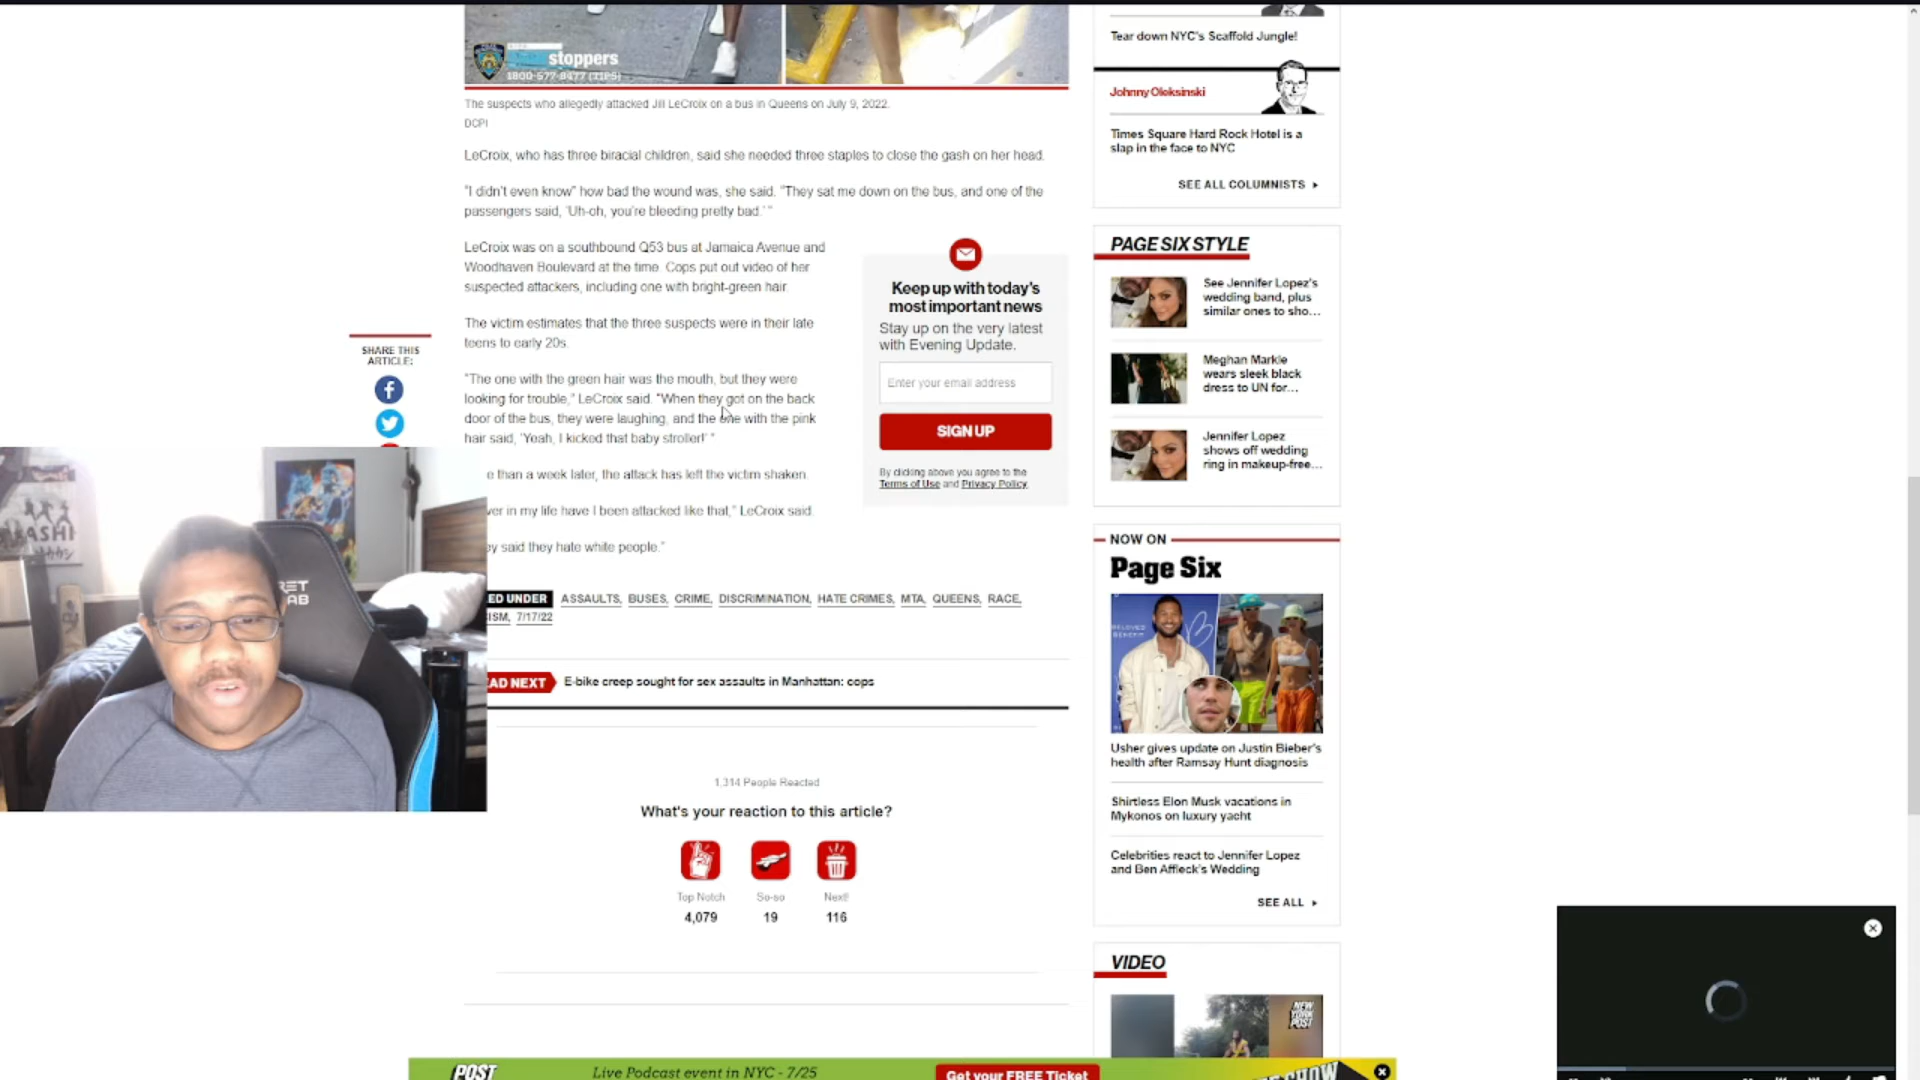 stoppers
1800-577-8477 (TIPS)
The suspects who allegedly attacked Jill LeCroix on a bus in Queens on July 9, 2022.
DCPI
LeCroix, who has three biracial children, said she needed three staples to close the gash on her head.
"I didn't even know" how bad the wound was, she said. "They sat me down on the bus, and one of the
passengers said, 'Uh-oh, you're bleeding pretty bad.' "
LeCroix was on a southbound Q53 bus at Jamaica Avenue and
Woodhaven Boulevard at the time. Cops put out video of her
suspected attackers, including one with bright-green hair.
The victim estimates that the three suspects were in their late
teens to early 20s.
"The one with the green hair was the mouth, but they were
looking for trouble," LeCroix said. "When they got on the back
door of the bus, they were laughing, and the one with the pink
hair said, 'Yeah, I kicked that baby stroller!' "
e than a week later, the attack has left the victim shaken.
ver in my life have I been attacked like that," LeCroix said.
y said they hate white people."
ED UNDER ASSAULTS, BUSES, CRIME, DISCRIMINATION, HATE CRIMES, MTA, QUEENS, RACE,
ISM, 7/17/22
AD NEXT E-bike creep sought for sex assaults in Manhattan: cops
1,314 People Reacted
What's your reaction to this article?
Top Notch
4,079
So-so
19
Next!
116
SHARE THIS
ARTICLE:
Keep up with today's
most important news
Stay up on the very latest
with Evening Update.
Enter your email address
SIGN UP
By clicking above you agree to the
Terms of Use and Privacy Policy.
Tear down NYC's Scaffold Jungle!
Johnny Oleksinski
Times Square Hard Rock Hotel is a
slap in the face to NYC
SEE ALL COLUMNISTS
PAGE SIX STYLE
See Jennifer Lopez's
wedding band, plus
similar ones to sho...
Meghan Markle
wears sleek black
dress to UN for...
Jennifer Lopez
shows off wedding
ring in makeup-free...
NOW ON
Page Six
Usher gives update on Justin Bieber's
health after Ramsay Hunt diagnosis
Shirtless Elon Musk vacations in
Mykonos on luxury yacht
Celebrities react to Jennifer Lopez
and Ben Affleck's Wedding
SEE ALL
VIDEO
NEW
YORK
POST
ASHI
RET
AB
POST
Live Podcast event in NYC - 7/25
Get your FREE Ticket
SHOW